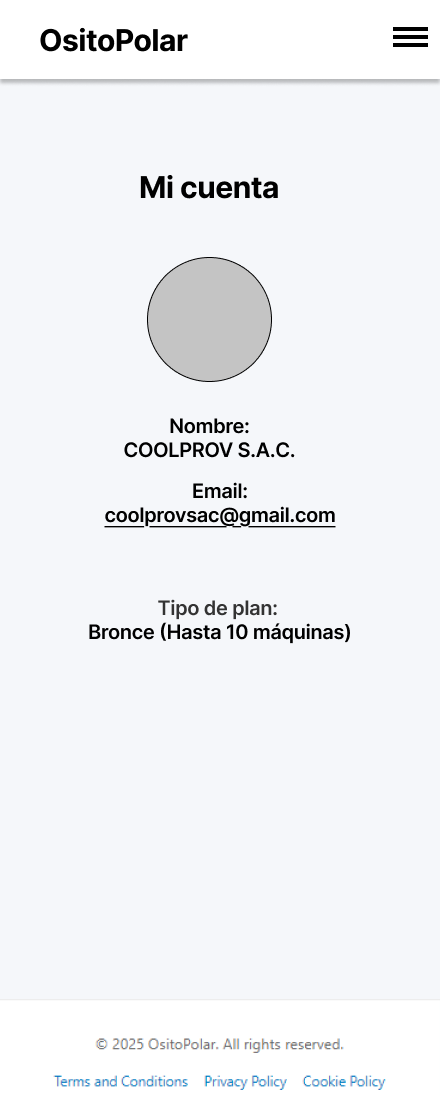 OsitoPolar
Mi cuenta
Nombre:
COOLPROV S.A.C.
Email:
coolprovsac@gmail.com
Tipo de plan:
Bronce (Hasta 10 máquinas)
© 2025 OsitoPolar. All rights reserved.
Terms and Conditions Privacy Policy Cookie Policy